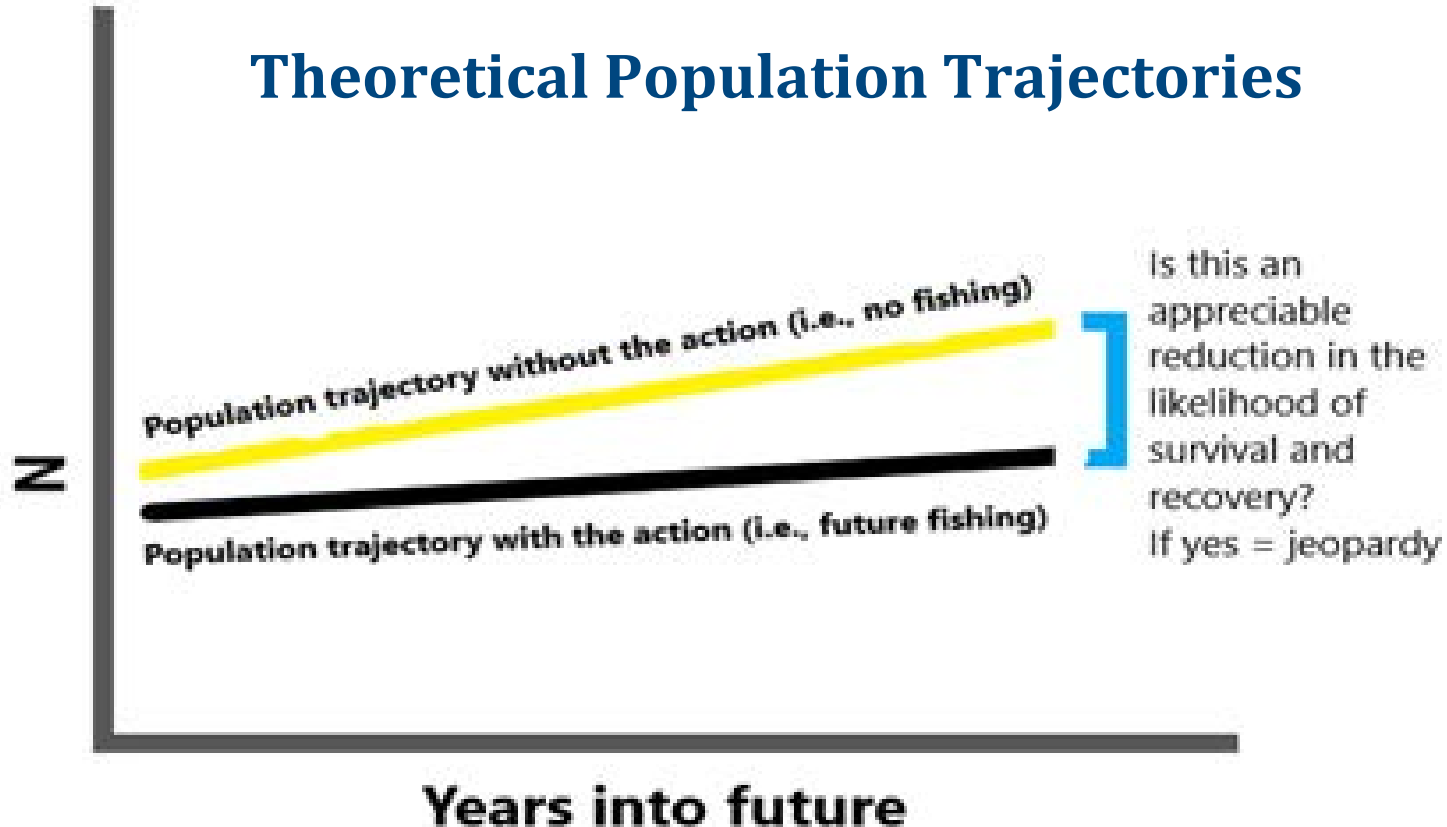 Theoretical Population Trajectories
Population trajectory without the action (i.e., no fishing)
Population trajectory with the action (i.e., future fishing)
Is this an
appreciable
reduction in the
likelihood of
survival and
recovery?
If yes = jeopardy
N
Years into future